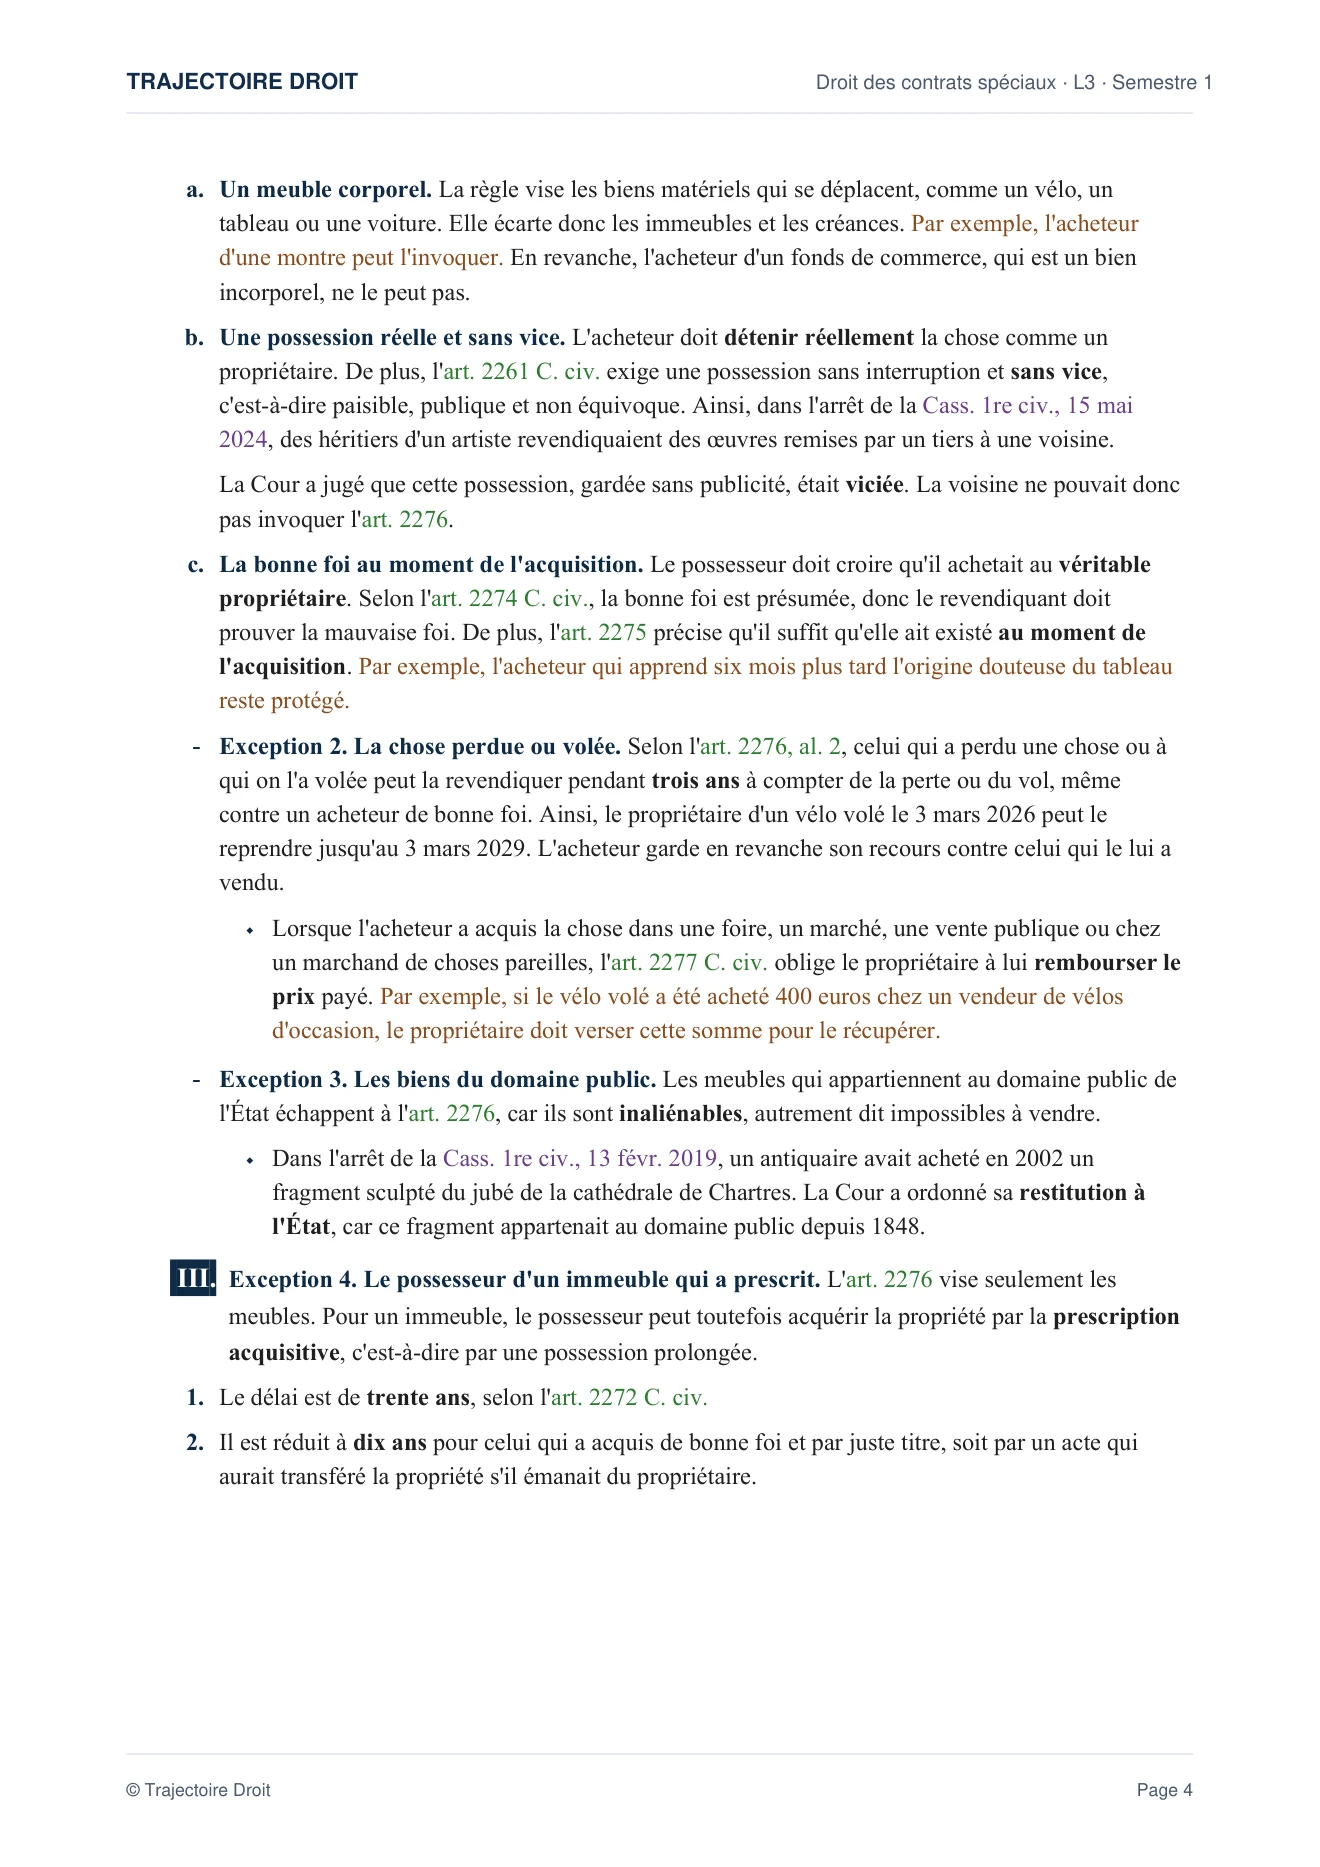 TRAJECTOIRE DROIT
Droit des contrats spéciaux · L3 · Semestre 1
a. Un meuble corporel. La règle vise les biens matériels qui se déplacent, comme un vélo, un
tableau ou une voiture. Elle écarte donc les immeubles et les créances. Par exemple, l'acheteur
d'une montre peut l'invoquer. En revanche, l'acheteur d'un fonds de commerce, qui est un bien
incorporel, ne le peut pas.
b. Une possession réelle et sans vice. L'acheteur doit détenir réellement la chose comme un
propriétaire. De plus, l'art. 2261 C. civ. exige une possession sans interruption et sans vice,
c'est-à-dire paisible, publique et non équivoque. Ainsi, dans l'arrêt de la Cass. 1re civ., 15 mai
2024, des héritiers d'un artiste revendiquaient des œuvres remises par un tiers à une voisine.
La Cour a jugé que cette possession, gardée sans publicité, était viciée. La voisine ne pouvait donc
pas invoquer l'art. 2276.
c. La bonne foi au moment de l'acquisition. Le possesseur doit croire qu'il achetait au véritable
propriétaire. Selon l'art. 2274 C. civ., la bonne foi est présumée, donc le revendiquant doit
prouver la mauvaise foi. De plus, l'art. 2275 précise qu'il suffit qu'elle ait existé au moment de
l'acquisition. Par exemple, l'acheteur qui apprend six mois plus tard l'origine douteuse du tableau
reste protégé.
- Exception 2. La chose perdue ou volée. Selon l'art. 2276, al. 2, celui qui a perdu une chose ou à
qui on l'a volée peut la revendiquer pendant trois ans à compter de la perte ou du vol, même
contre un acheteur de bonne foi. Ainsi, le propriétaire d'un vélo volé le 3 mars 2026 peut le
reprendre jusqu'au 3 mars 2029. L'acheteur garde en revanche son recours contre celui qui le lui a
vendu.
⬩ Lorsque l'acheteur a acquis la chose dans une foire, un marché, une vente publique ou chez
un marchand de choses pareilles, l'art. 2277 C. civ. oblige le propriétaire à lui rembourser le
prix payé. Par exemple, si le vélo volé a été acheté 400 euros chez un vendeur de vélos
d'occasion, le propriétaire doit verser cette somme pour le récupérer.
- Exception 3. Les biens du domaine public. Les meubles qui appartiennent au domaine public de
l'État échappent à l'art. 2276, car ils sont inaliénables, autrement dit impossibles à vendre.
⬩ Dans l'arrêt de la Cass. 1re civ., 13 févr. 2019, un antiquaire avait acheté en 2002 un
fragment sculpté du jubé de la cathédrale de Chartres. La Cour a ordonné sa restitution à
l'État, car ce fragment appartenait au domaine public depuis 1848.
III. Exception 4. Le possesseur d'un immeuble qui a prescrit. L'art. 2276 vise seulement les
meubles. Pour un immeuble, le possesseur peut toutefois acquérir la propriété par la prescription
acquisitive, c'est-à-dire par une possession prolongée.
1. Le délai est de trente ans, selon l'art. 2272 C. civ.
2. Il est réduit à dix ans pour celui qui a acquis de bonne foi et par juste titre, soit par un acte qui
aurait transféré la propriété s'il émanait du propriétaire.
© Trajectoire Droit
Page 4